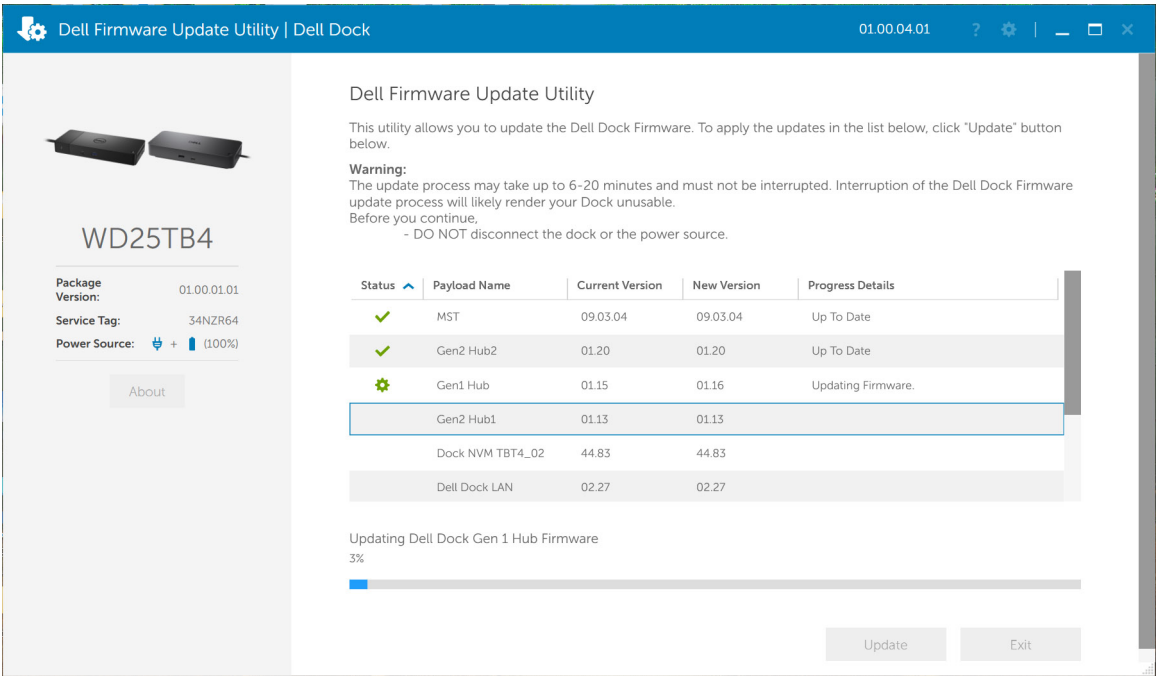 Dell Firmware Update Utility | Dell Dock
01.00.04.01
?
Dell Firmware Update Utility
This utility allows you to update the Dell Dock Firmware. To apply the updates in the list below, click "Update" button
below.
Warning:
The update process may take up to 6-20 minutes and must not be interrupted. Interruption of the Dell Dock Firmware
update process will likely render your Dock unusable.
Before you continue,
- DO NOT disconnect the dock or the power source.
WD25TB4
Package
Version:
01.00.01.01
Service Tag: 34NZR64
Power Source: + (100%)
About
Status Payload Name Current Version New Version Progress Details
MST 09.03.04 09.03.04 Up To Date
Gen2 Hub2 01.20 01.20 Up To Date
Gen1 Hub 01.15 01.16 Updating Firmware.
Gen2 Hub1 01.13 01.13
Dock NVM TBT4_02 44.83 44.83
Dell Dock LAN 02.27 02.27
Updating Dell Dock Gen 1 Hub Firmware
3%
Update Exit